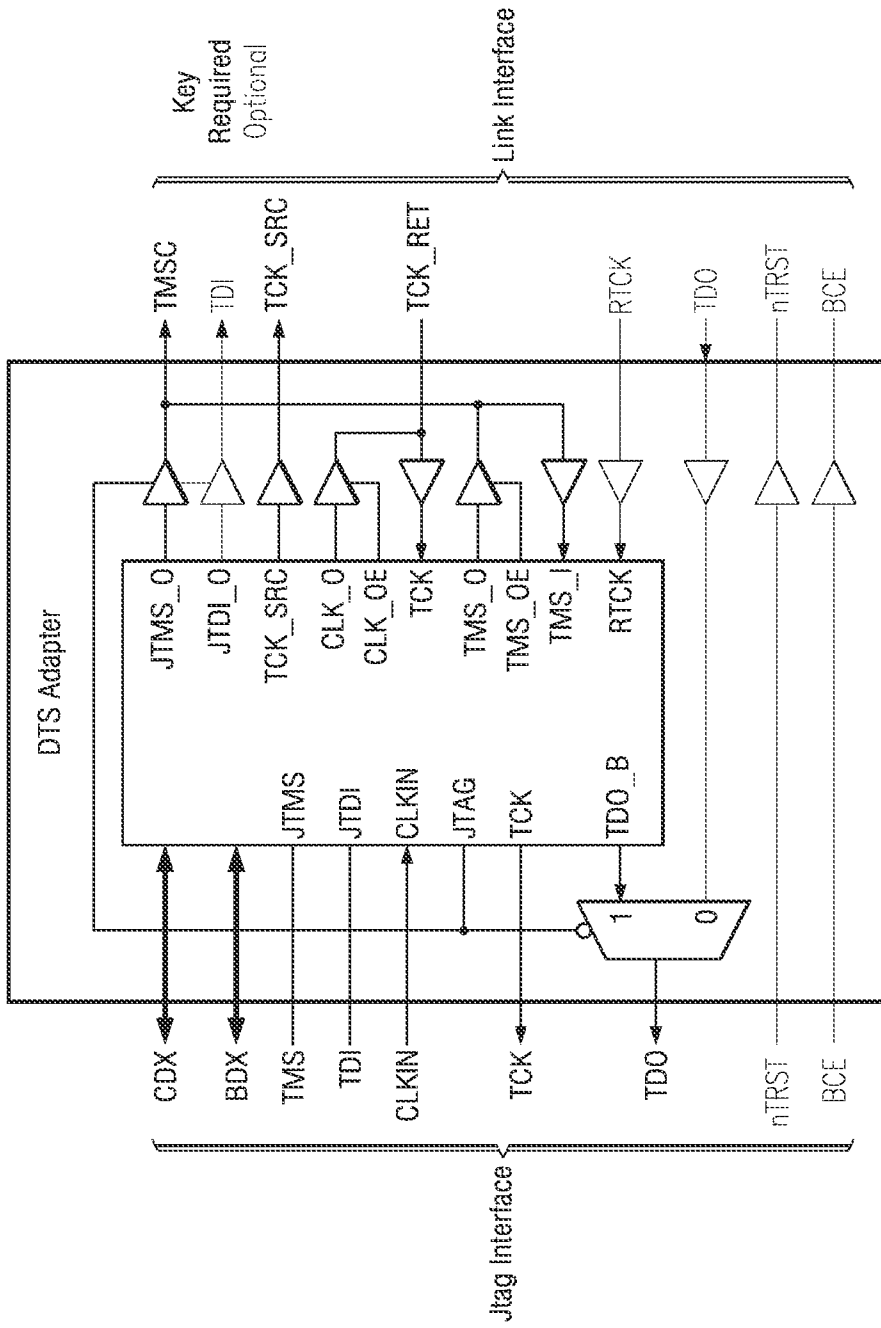 DTS Adapter
Key
Required
Optional
Jtag Interface
Link Interface
CDX
BDX
TMS
TDI
CLKIN
TCK
TDO
nTRST
BCE
JTMS
JTDI
CLKIN
JTAG
TCK
TDO_B
1
0
JTMS_O
JTDI_O
TCK_SRC
CLK_O
CLK_OE
TCK
TMS_O
TMS_OE
TMS_I
RTCK
TMSC
TDI
TCK_SRC
TCK_RET
RTCK
TDO
nTRST
BCE